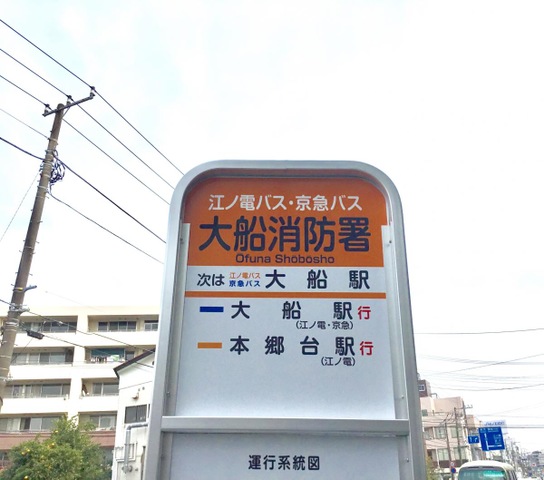 江ノ電バス・京急バス
大船消防署
Ofuna Shōbōsho
次は 江ノ電バス 京急バス 大船駅
大船駅行
(江ノ電・京急)
本郷台駅行
(江ノ電)
運行系統図